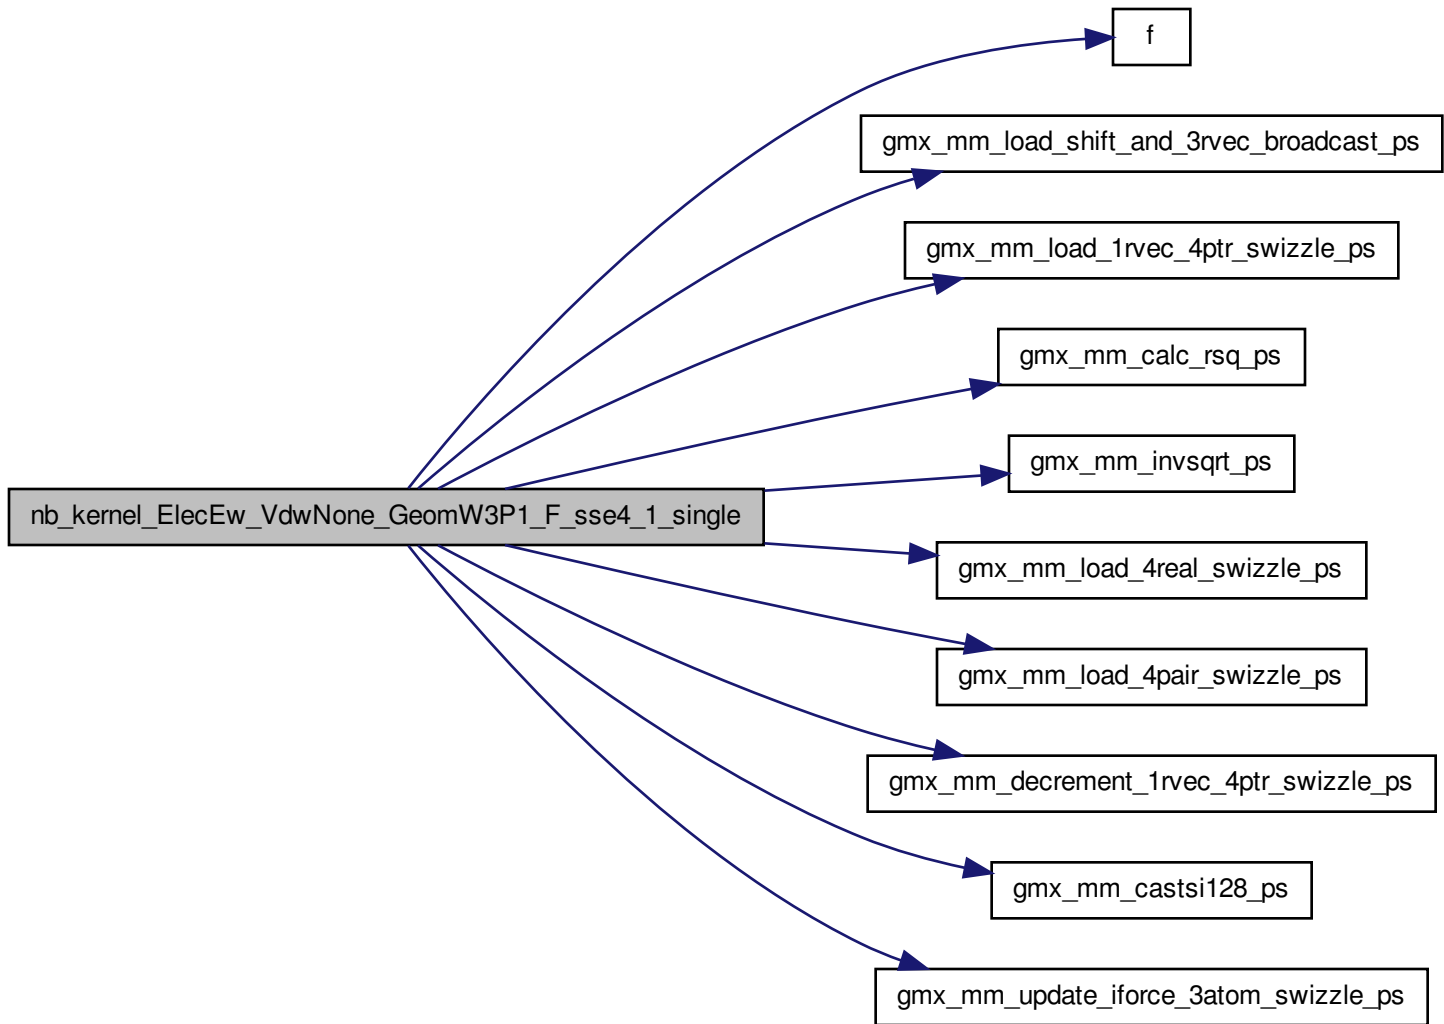 f
gmx_mm_load_shift_and_3rvec_broadcast_ps
gmx_mm_load_1rvec_4ptr_swizzle_ps
gmx_mm_calc_rsq_ps
gmx_mm_invsqrt_ps
nb_kernel_ElecEw_VdwNone_GeomW3P1_F_sse4_1_single
gmx_mm_load_4real_swizzle_ps
gmx_mm_load_4pair_swizzle_ps
gmx_mm_decrement_1rvec_4ptr_swizzle_ps
gmx_mm_castsi128_ps
gmx_mm_update_iforce_3atom_swizzle_ps